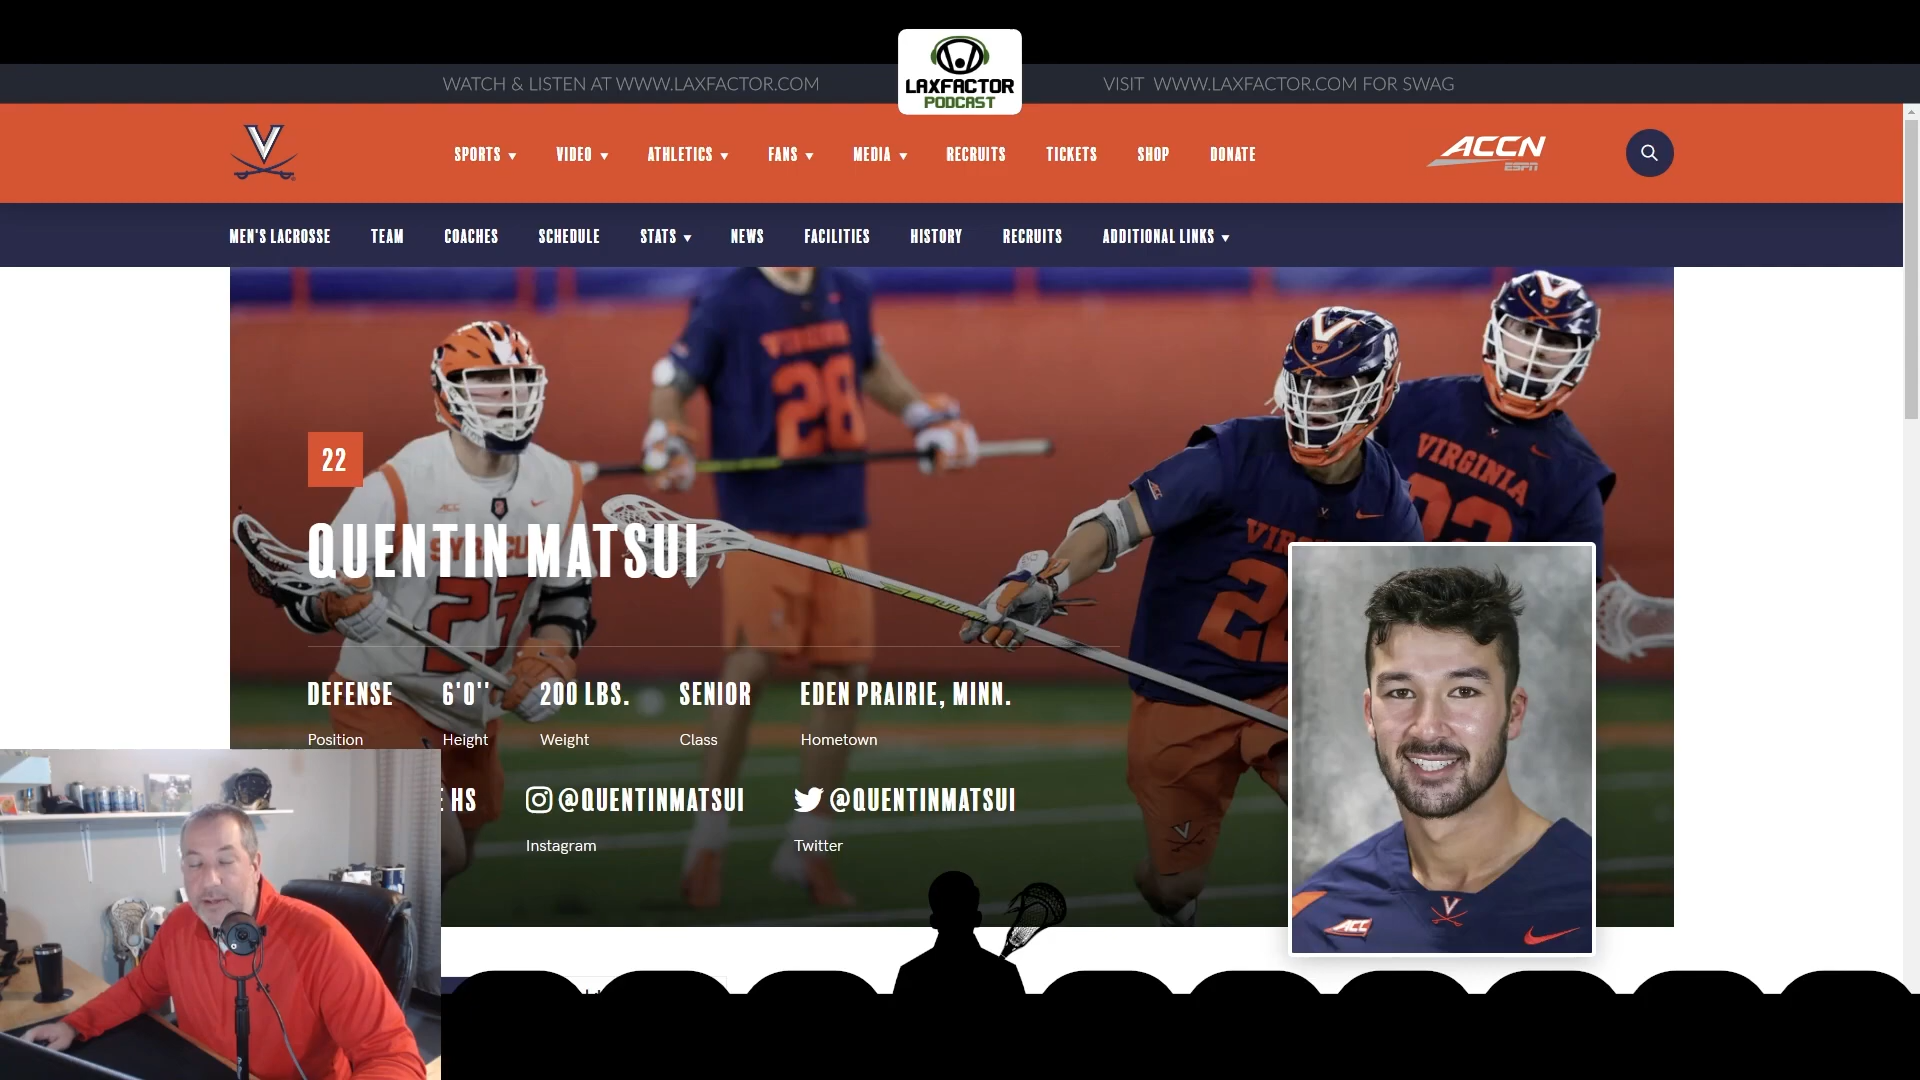 WATCH & LISTEN AT WWW.LAXFACTOR.COM
LAXFACTOR
PODCAST
VISIT WWW.LAXFACTOR.COM FOR SWAG
SPORTS
VIDEO
ATHLETICS
FANS
MEDIA
RECRUITS
TICKETS
SHOP
DONATE
ACCN
ESPN
MEN'S LACROSSE
TEAM
COACHES
SCHEDULE
STATS
NEWS
FACILITIES
HISTORY
RECRUITS
ADDITIONAL LINKS
VIRGINIA
28
VIRGINIA
22
QUENTIN MATSUI
DEFENSE
6'0''
200 LBS.
SENIOR
EDEN PRAIRIE, MINN.
Position
Height
Weight
Class
Hometown
HS
@QUENTINMATSUI
@QUENTINMATSUI
Instagram
Twitter
ACC